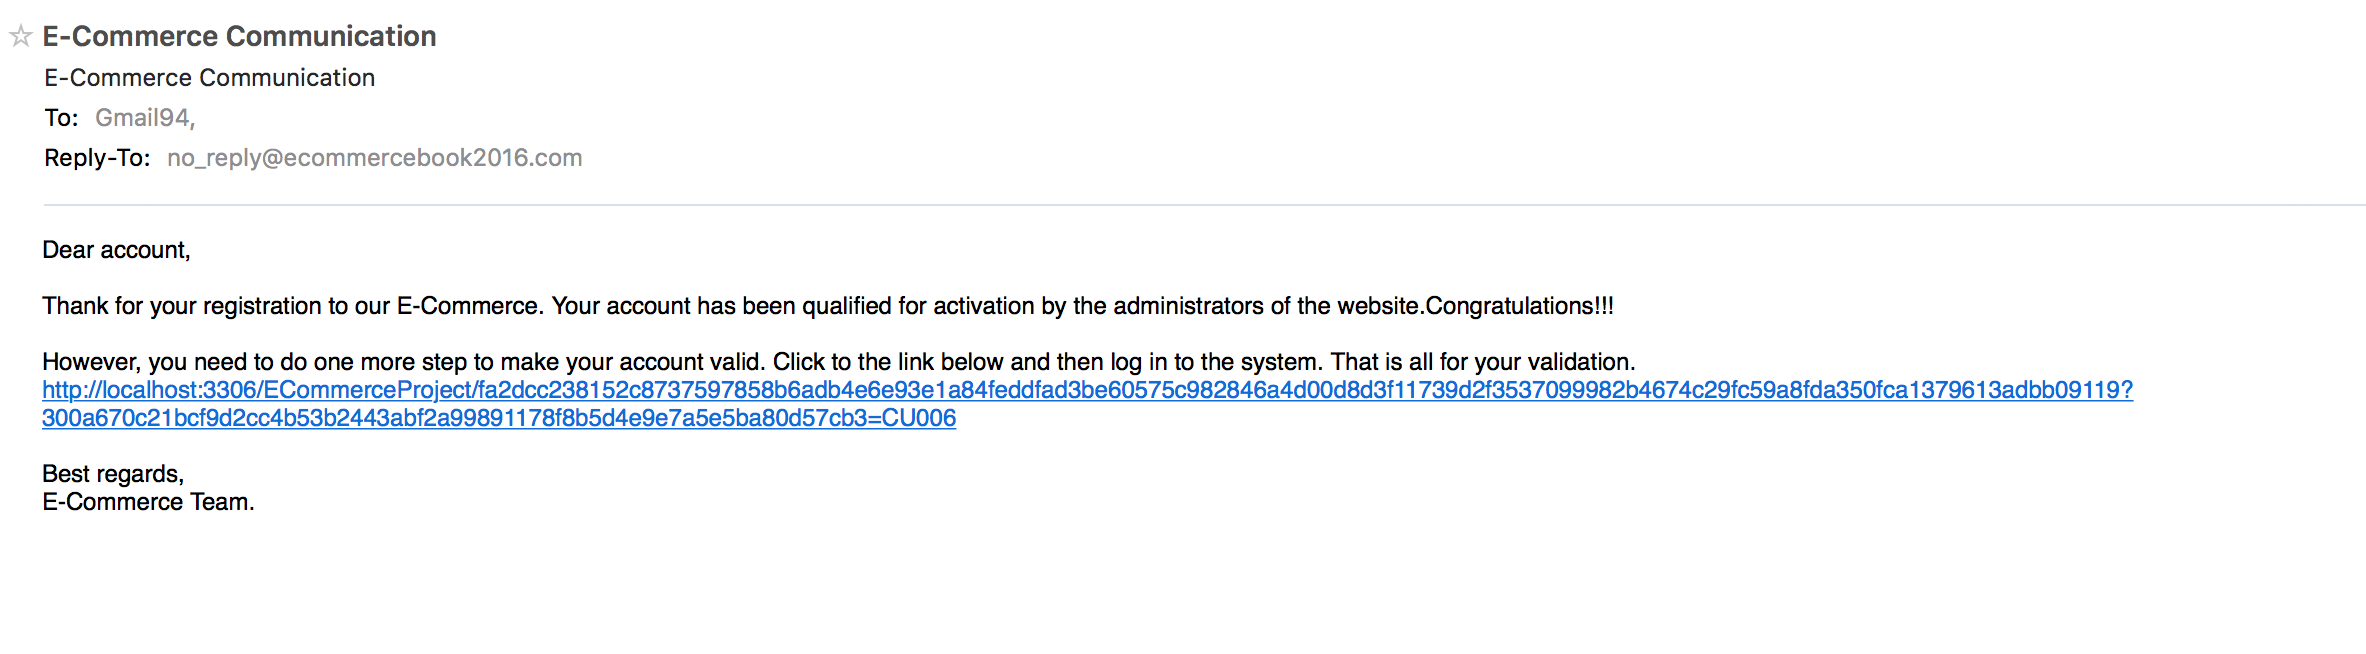 E-Commerce Communication
E-Commerce Communication
To: Gmail94,
Reply-To: no_reply@ecommercebook2016.com
Dear account,
Thank for your registration to our E-Commerce. Your account has been qualified for activation by the administrators of the website.Congratulations!!!
However, you need to do one more step to make your account valid. Click to the link below and then log in to the system. That is all for your validation.
http://localhost:3306/ECommerceProject/fa2dcc238152c8737597858b6adb4e6e93e1a84feddfad3be60575c982846a4d00d8d3f11739d2f3537099982b4674c29fc59a8fda350fca1379613adbb09119?
300a670c21bcf9d2cc4b53b2443abf2a99891178f8b5d4e9e7a5e5ba80d57cb3=CU006
Best regards,
E-Commerce Team.